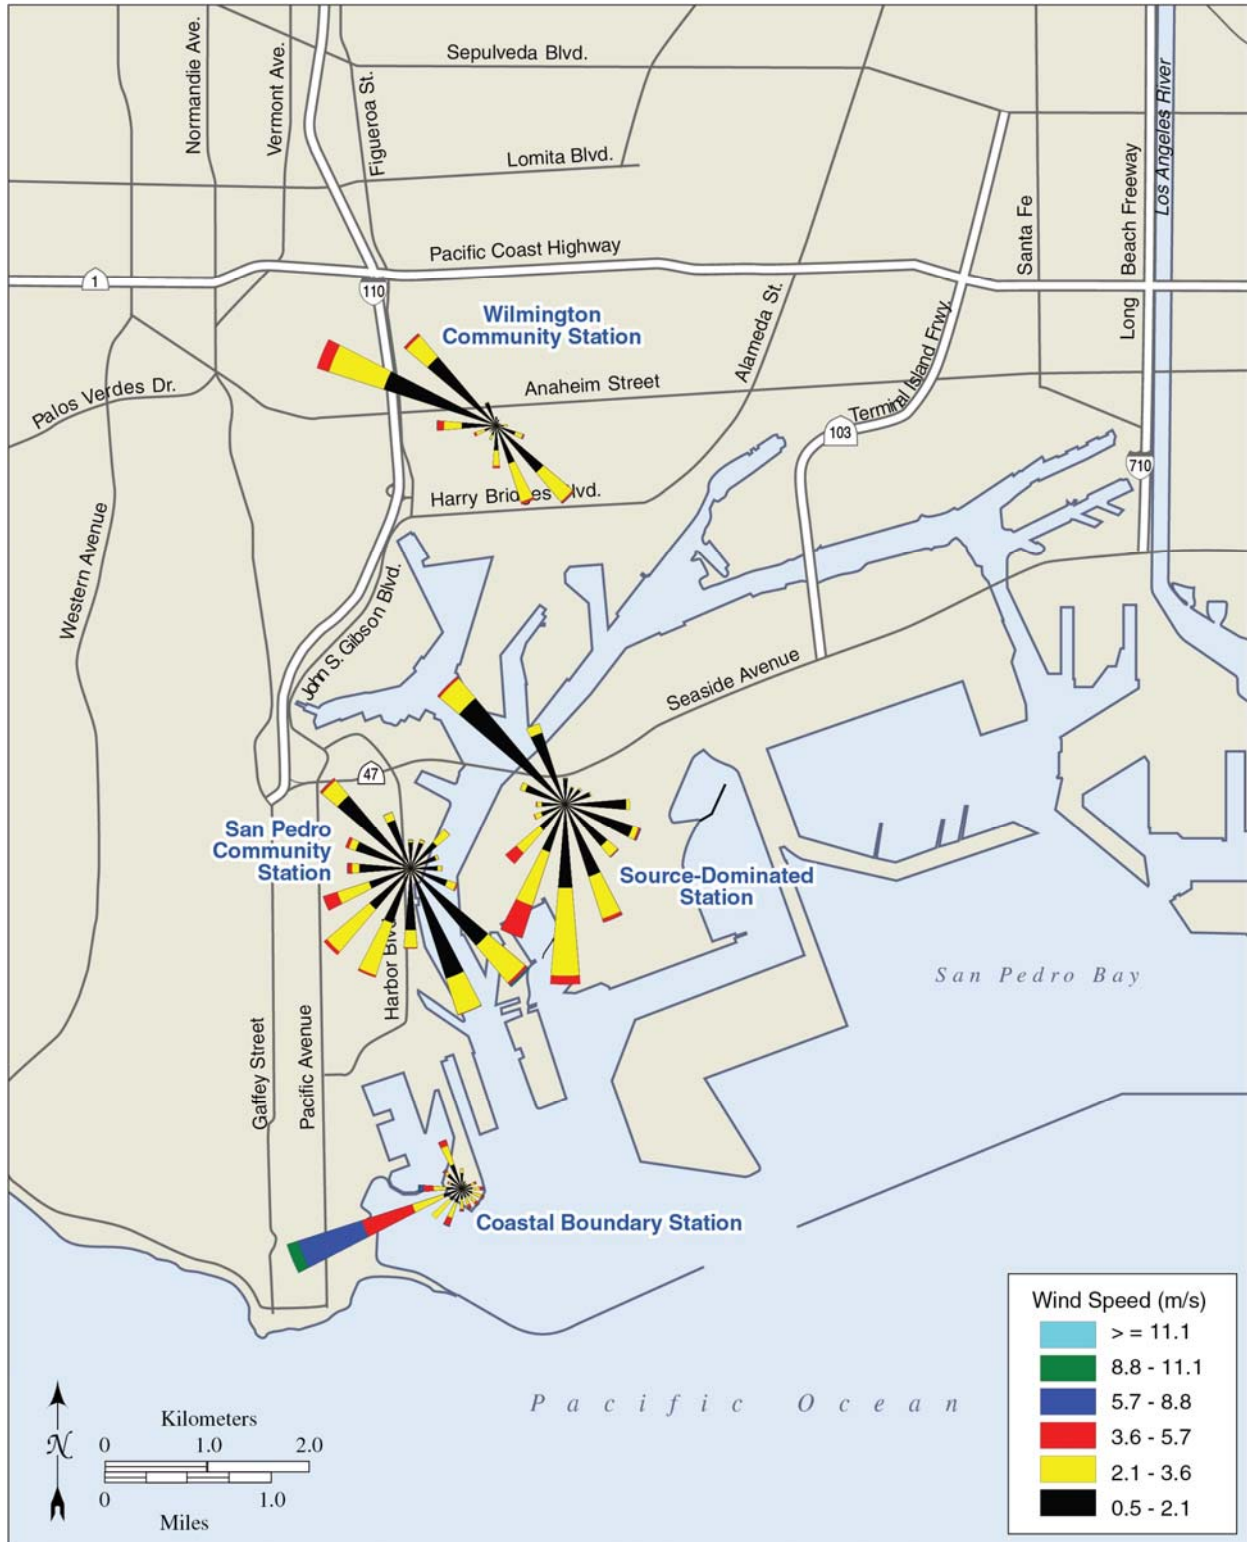 Sepulveda Blvd.
Normandie Ave.
Vermont Ave.
Figueroa St.
Lomita Blvd.
Los Angeles River
Long Beach Freeway
Santa Fe
Pacific Coast Highway
1
110
Wilmington
Community Station
Alameda St.
Terminal Island Frwy.
Palos Verdes Dr.
Anaheim Street
103
710
Harry Bridges Blvd.
Western Avenue
John S. Gibson Blvd.
Seaside Avenue
47
San Pedro
Community
Station
Source-Dominated
Station
Harbor Blvd
San Pedro Bay
Gaffey Street
Pacific Avenue
Coastal Boundary Station
Pacific Ocean
Wind Speed (m/s)
> = 11.1
8.8 - 11.1
5.7 - 8.8
3.6 - 5.7
2.1 - 3.6
0.5 - 2.1
N
Kilometers
0 1.0 2.0
0 1.0
Miles